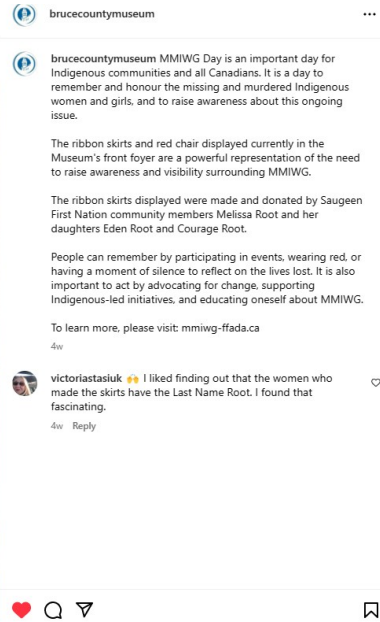 brucecountymuseum
brucecountymuseum MMIWG Day is an important day for
Indigenous communities and all Canadians. It is a day to
remember and honour the missing and murdered Indigenous
women and girls, and to raise awareness about this ongoing
issue.
The ribbon skirts and red chair displayed currently in the
Museum's front foyer are a powerful representation of the need
to raise awareness and visibility surrounding MMIWG.
The ribbon skirts displayed were made and donated by Saugeen
First Nation community members Melissa Root and her
daughters Eden Root and Courage Root.
People can remember by participating in events, wearing red, or
having a moment of silence to reflect on the lives lost. It is also
important to act by advocating for change, supporting
Indigenous-led initiatives, and educating oneself about MMIWG.
To learn more, please visit: mmiwg-ffada.ca
4w
victoriastasiuk 🙌 I liked finding out that the women who
made the skirts have the Last Name Root. I found that
fascinating.
4w Reply